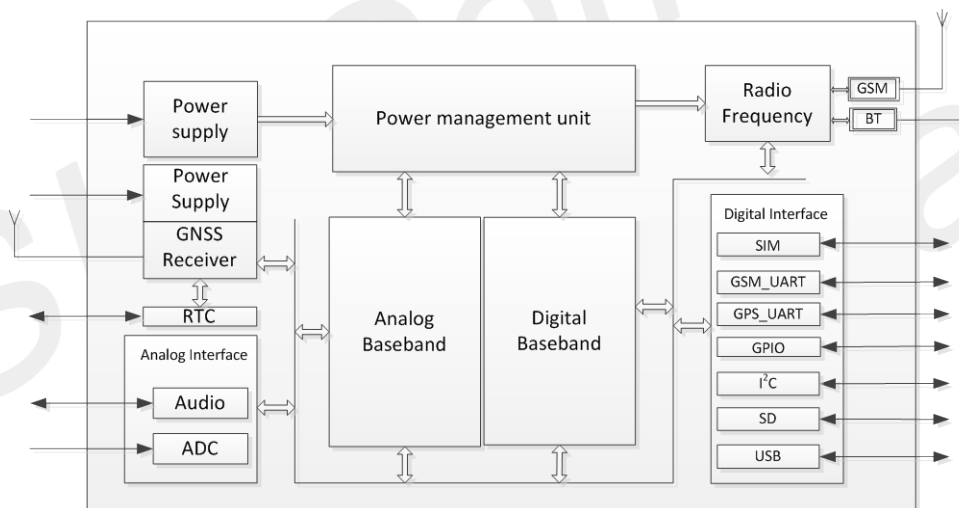 Power
supply
Power management unit
Radio
Frequency
GSM
BT
Power
Supply
GNSS
Receiver
RTC
Analog Interface
Audio
ADC
Analog
Baseband
Digital
Baseband
Digital Interface
SIM
GSM_UART
GPS_UART
GPIO
I²C
SD
USB